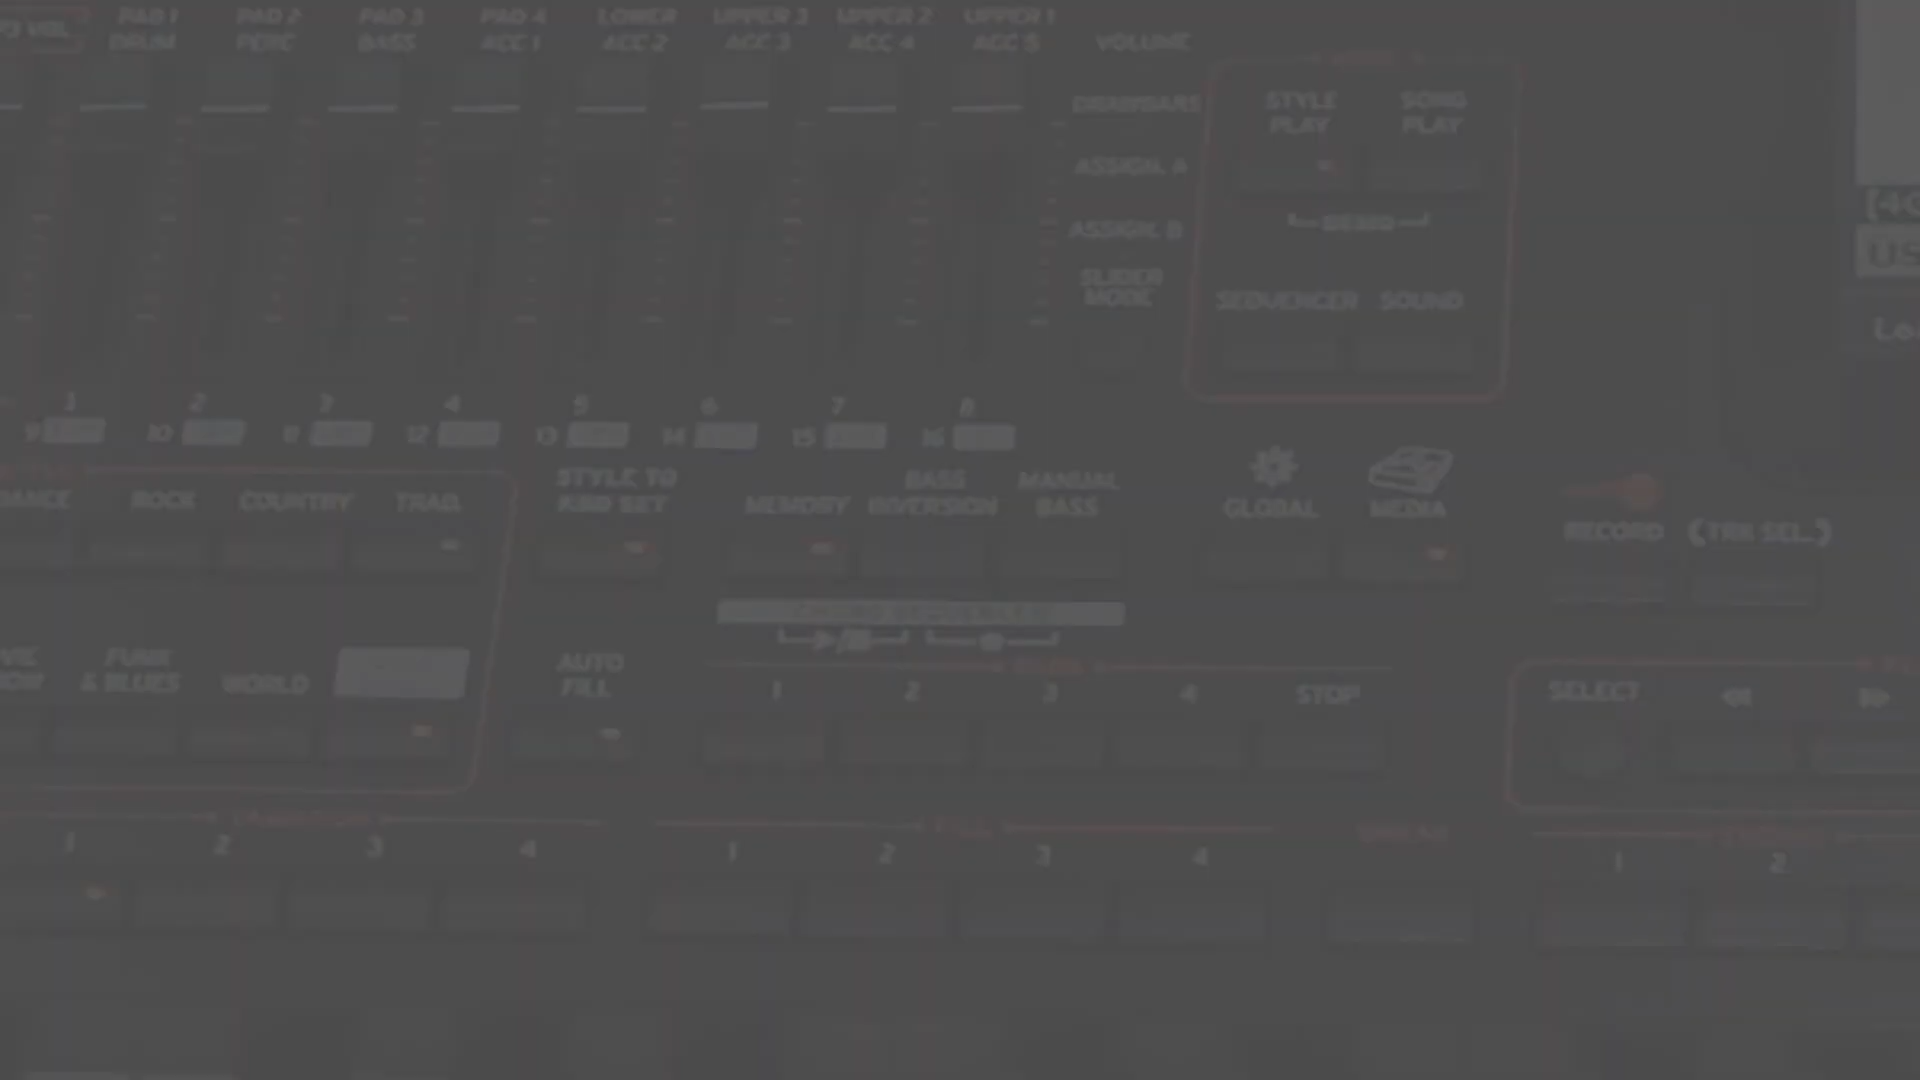 PAD 1 PAD 2 PAD 3 PAD 4 LOWER UPPER 3 UPPER 2 UPPER 1
DRUM PERC BASS ACC 1 ACC 2 ACC 3 ACC 4 ACC 5 VOLUME
DRAWBARS
STYLE PLAY
SONG PLAY
ASSIGN. A
ASSIGN. B
DEMO
SLIDER MODE
SEQUENCER SOUND
1 2 3 4 5 6 7 8
9 10 11 12 13 14 15 16
ROCK COUNTRY TRAD.
STYLE TO
KBD SET
MEMORY
BASS
INVERSION
MANUAL
BASS
GLOBAL MEDIA
RECORD (TRK SEL.)
FUNK
& BLUES
WORLD
AUTO
FILL
1 2 3 4 STOP
SELECT
VARIATION
1 2 3 4
FILL
1 2 3 4
BREAK
1 2